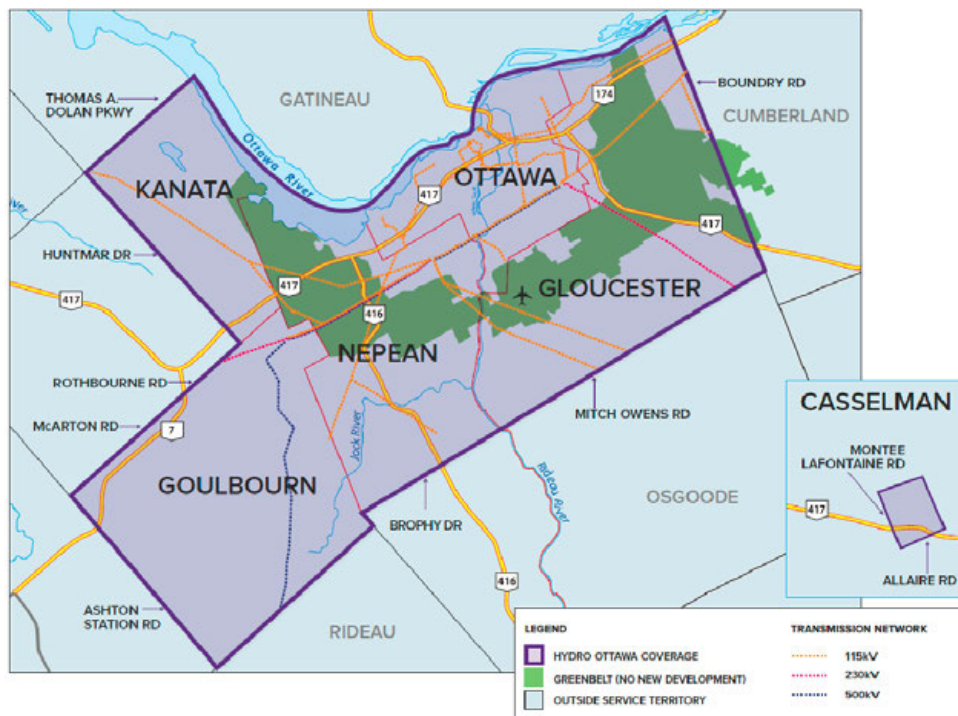 THOMAS A.
DOLAN PKWY
GATINEAU
BOUNDRY RD
CUMBERLAND
174
Ottawa River
KANATA
OTTAWA
417
HUNTMAR DR
417
417
417
GLOUCESTER
416
NEPEAN
ROTHBOURNE RD
McARTON RD
7
MITCH OWENS RD
Jock River
GOULBOURN
Rideau River
BROPHY DR
OSGOODE
416
ASHTON
STATION RD
RIDEAU
CASSELMAN
MONTEE
LAFONTAINE RD
417
ALLAIRE RD
LEGEND
HYDRO OTTAWA COVERAGE
GREENBELT (NO NEW DEVELOPMENT)
OUTSIDE SERVICE TERRITORY
TRANSMISSION NETWORK
115kV
230kV
500kV